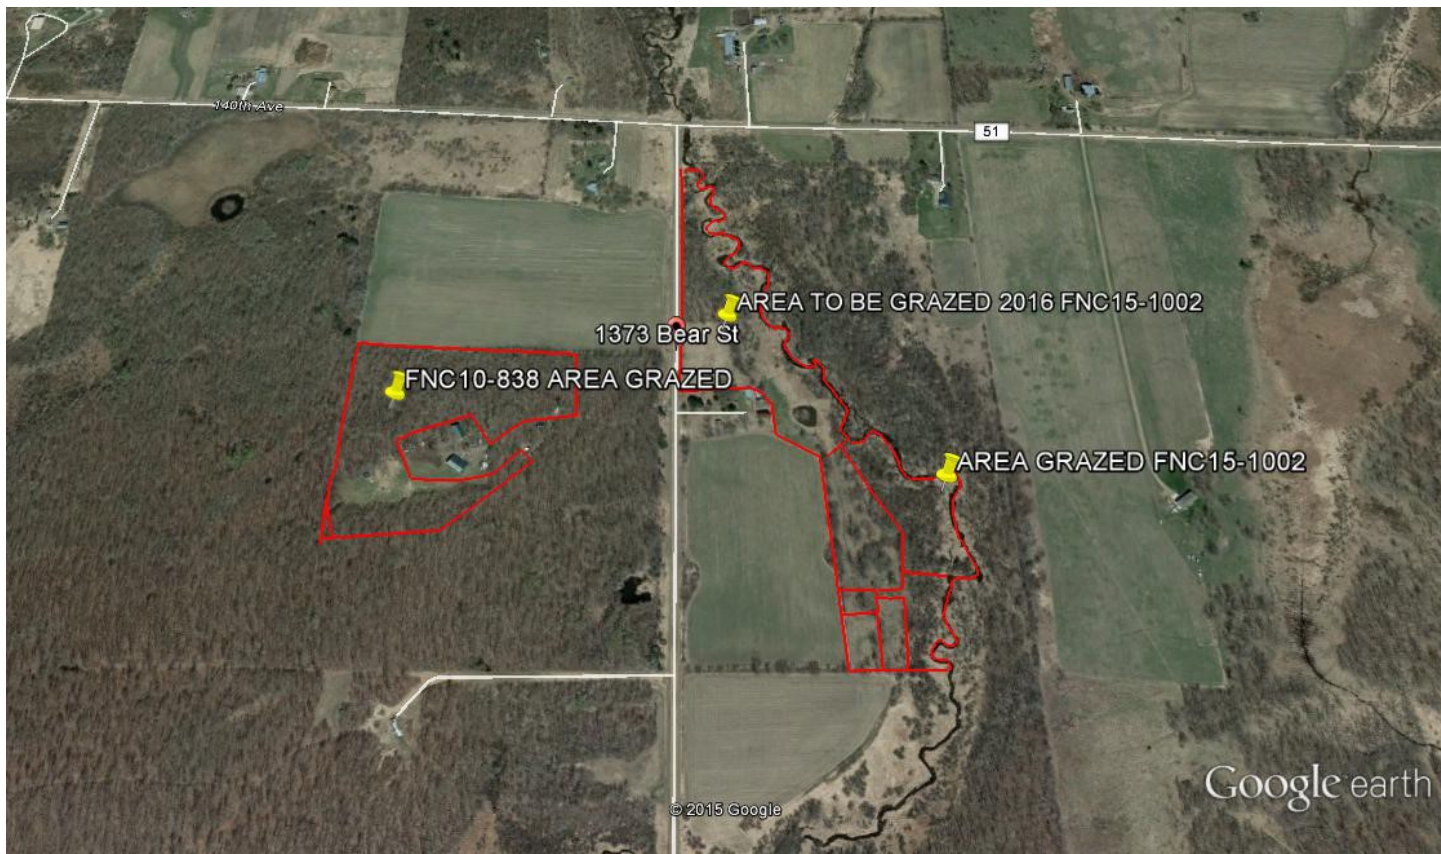 140th Ave
51
AREA TO BE GRAZED 2016 FNC15-1002
1373 Bear St
FNC10-838 AREA GRAZED
AREA GRAZED FNC15-1002
Google earth
© 2015 Google